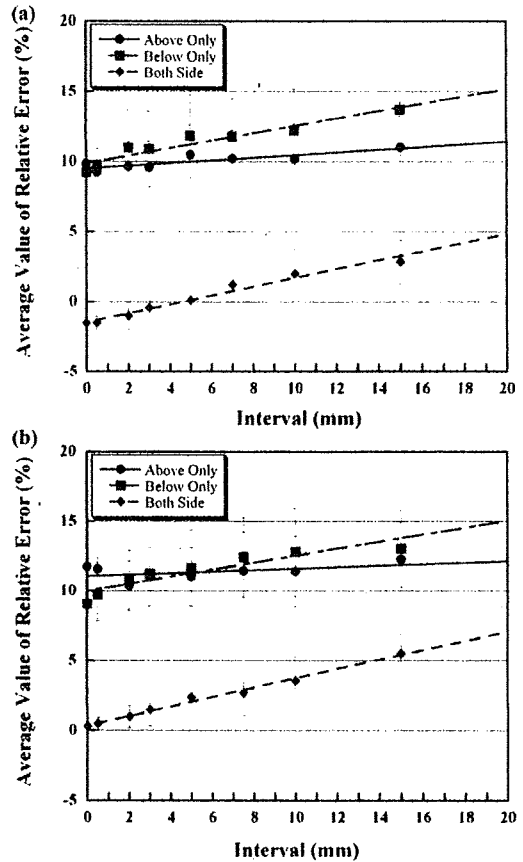 (a)
20
15
10
5
0
-5
Average Value of Relative Error (%)
Above Only
Below Only
Both Side
0 2 4 6 8 10 12 14 16 18 20
Interval (mm)
(b)
20
15
10
5
0
-5
Average Value of Relative Error (%)
Above Only
Below Only
Both Side
0 2 4 6 8 10 12 14 16 18 20
Interval (mm)